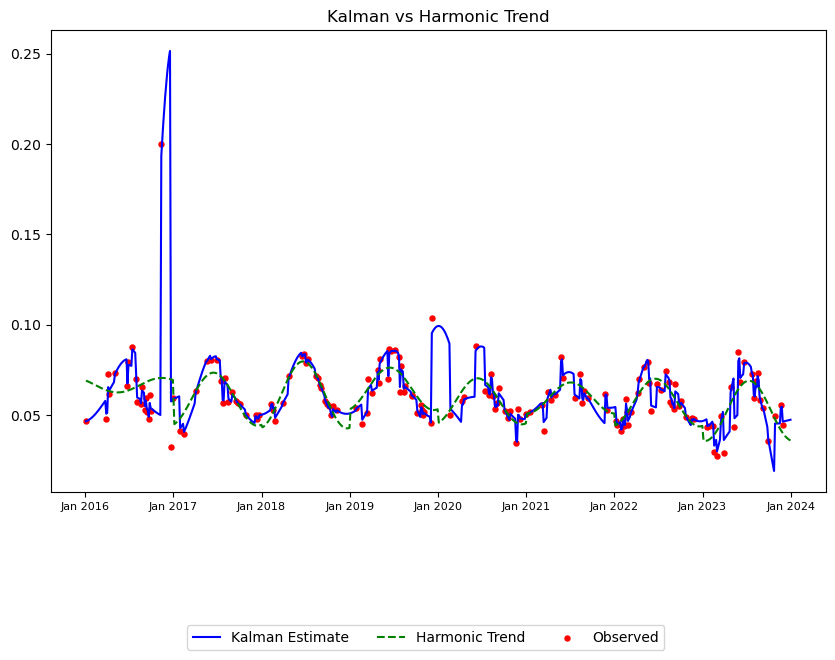 Kalman vs Harmonic Trend
0.25
0.20
0.15
0.10
0.05
Jan 2016 Jan 2017 Jan 2018 Jan 2019 Jan 2020 Jan 2021 Jan 2022 Jan 2023 Jan 2024
Kalman Estimate Harmonic Trend Observed